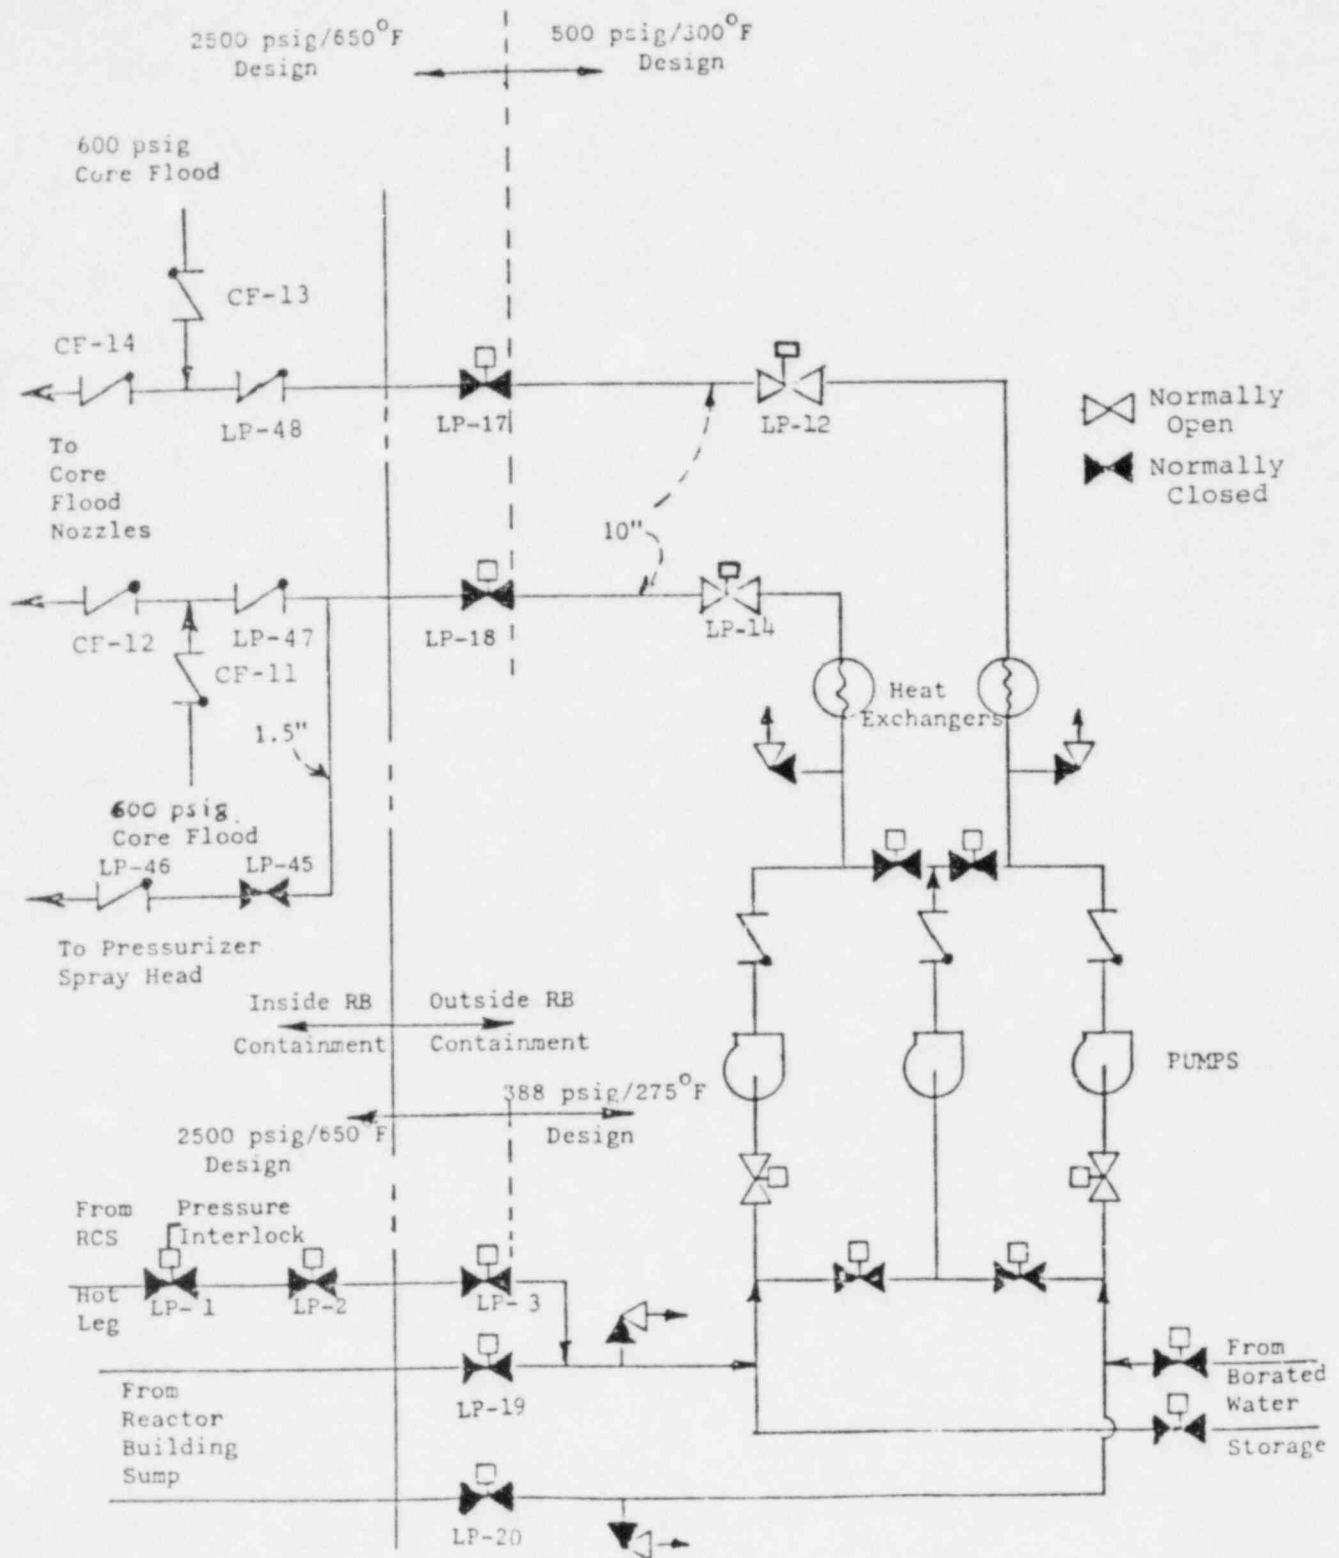 2500 psig/650°F
Design
500 psig/300°F
Design
600 psig
Core Flood
CF-13
CF-14
LP-48
LP-17
LP-12
Normally
Open
Normally
Closed
To
Core
Flood
Nozzles
10"
CF-12
LP-47
LP-18
LP-14
CF-11
Heat
Exchangers
1.5"
600 psig
Core Flood
LP-46
LP-45
To Pressurizer
Spray Head
Inside RB
Containment
Outside RB
Containment
PUMPS
388 psig/275°F
Design
2500 psig/650°F
Design
From
RCS
Pressure
Interlock
Hot
Leg
LP-1
LP-2
LP-3
LP-19
From
Reactor
Building
Sump
LP-20
From
Borated
Water
Storage